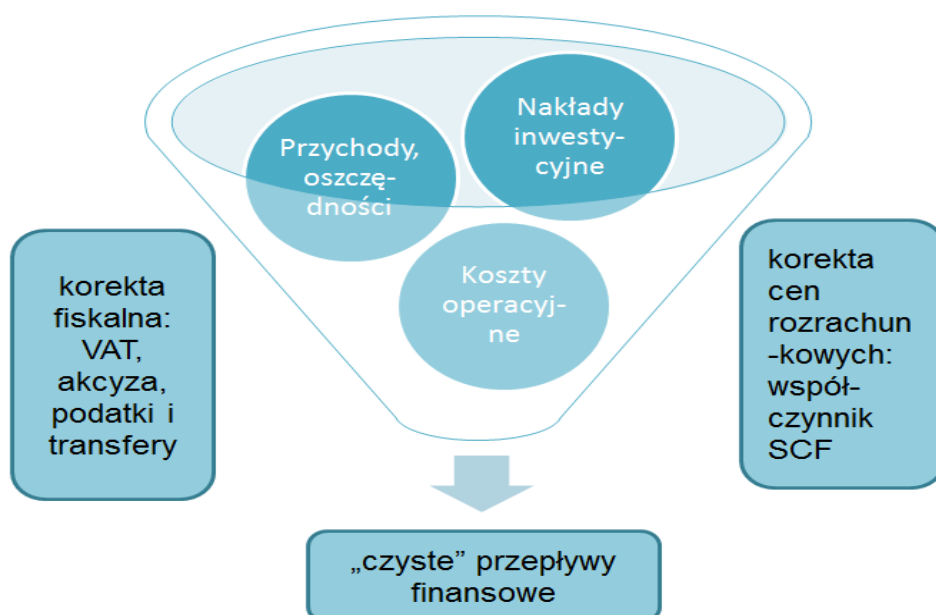 Nakłady
inwesty-
cyjne
Przychody,
oszczę-
dności
Koszty
operacyj-
ne
korekta
fiskalna:
VAT,
akcyza,
podatki i
transfery
korekta
cen
rozrachun
-kowych:
współ-
czynnik
SCF
„czyste” przepływy
finansowe